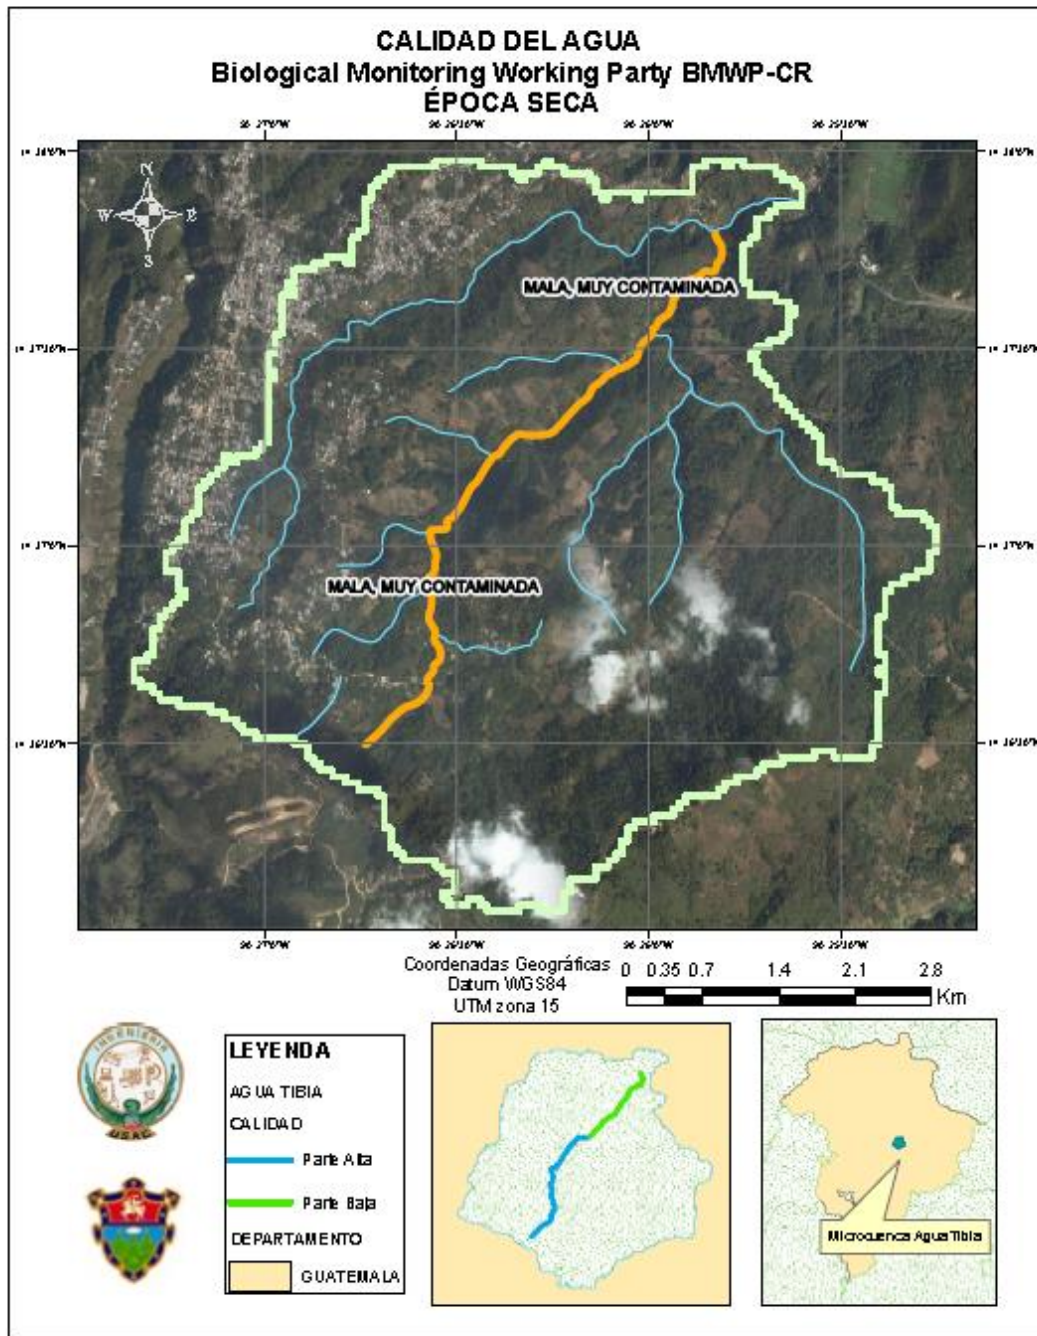 CALIDAD DEL AGUA
Biological Monitoring Working Party BMWP-CR
ÉPOCA SECA
N
W E
S
MALA, MUY CONTAMINADA
MALA, MUY CONTAMINADA
Coordenadas Geográficas
Datum WGS84
UTM zona 15
0 0.35 0.7 1.4 2.1 2.8
Km
INGENIERIA
USAC
LEYENDA
AGUA TIBIA
CALIDAD
Parte Alta
Parte Baja
DEPARTAMENTO
GUATEMALA
Microcuenca Agua Tibia